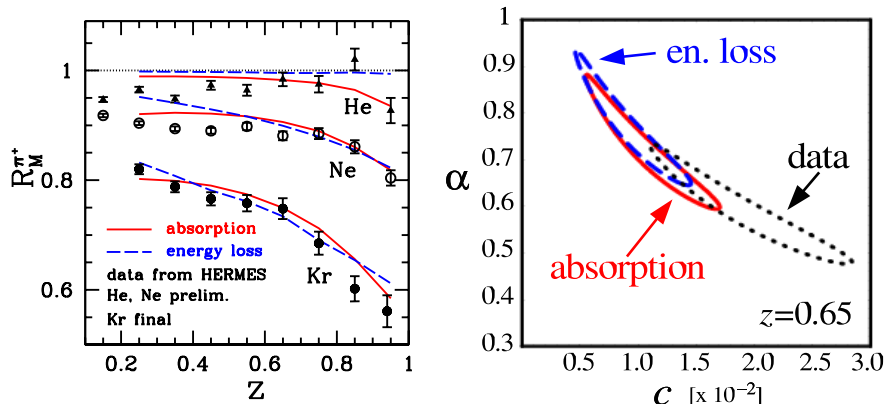 R_M^{π+}
1
0.8
0.6
He
Ne
Kr
absorption
energy loss
data from HERMES
He, Ne prelim.
Kr final
0.2 0.4 0.6 0.8 1
Z
α
1
0.9
0.8
0.7
0.6
0.5
0.4
0.3
en. loss
data
absorption
z=0.65
0.5 1.0 1.5 2.0 2.5 3.0
c [x 10⁻²]